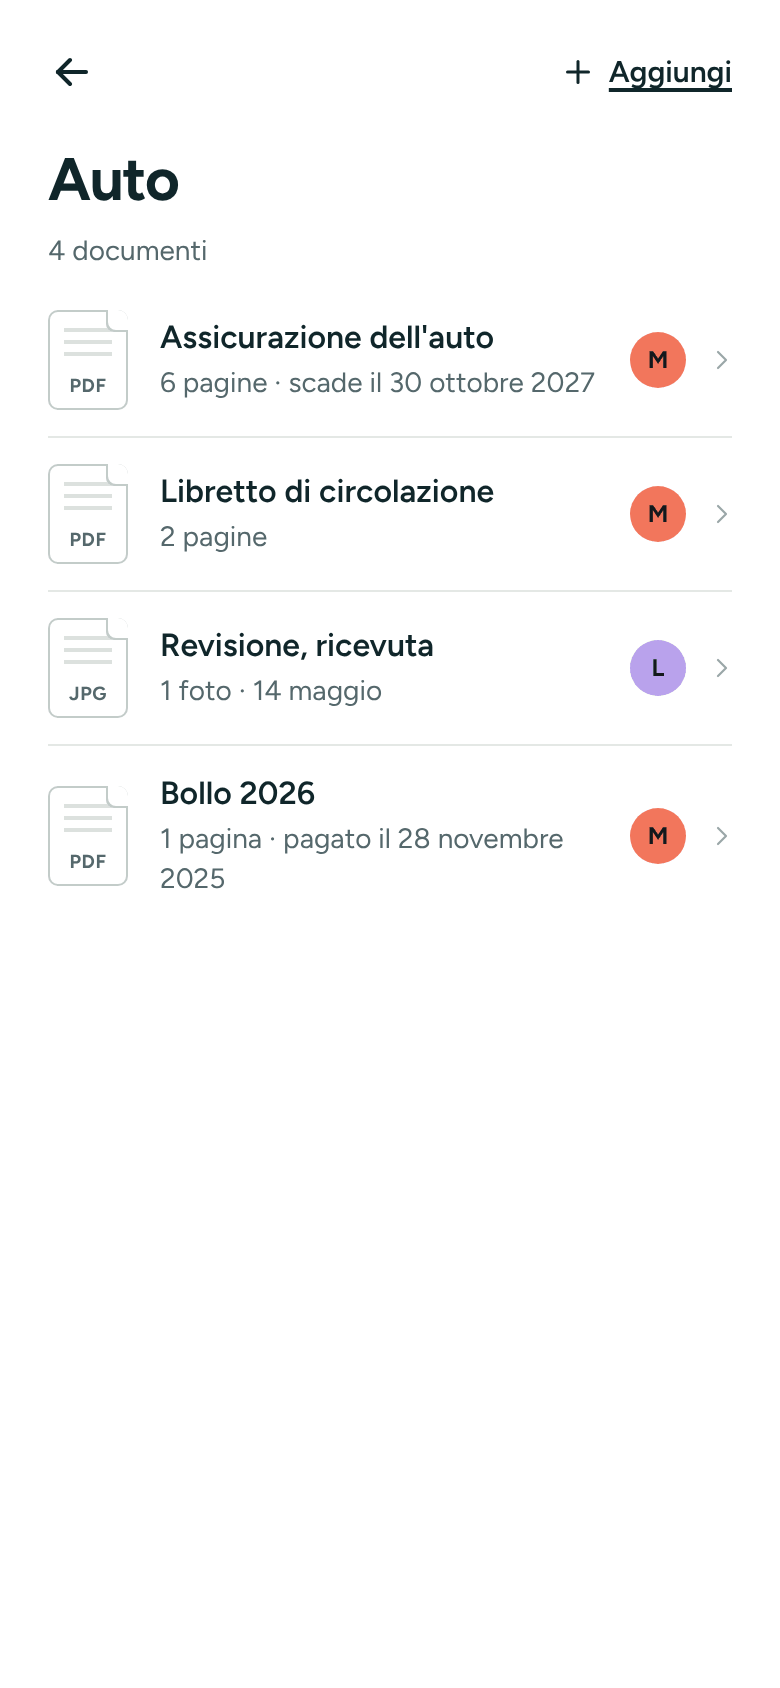 + Aggiungi
Auto
4 documenti
PDF
Assicurazione dell'auto
6 pagine · scade il 30 ottobre 2027
M
PDF
Libretto di circolazione
2 pagine
M
JPG
Revisione, ricevuta
1 foto · 14 maggio
L
PDF
Bollo 2026
1 pagina · pagato il 28 novembre
2025
M